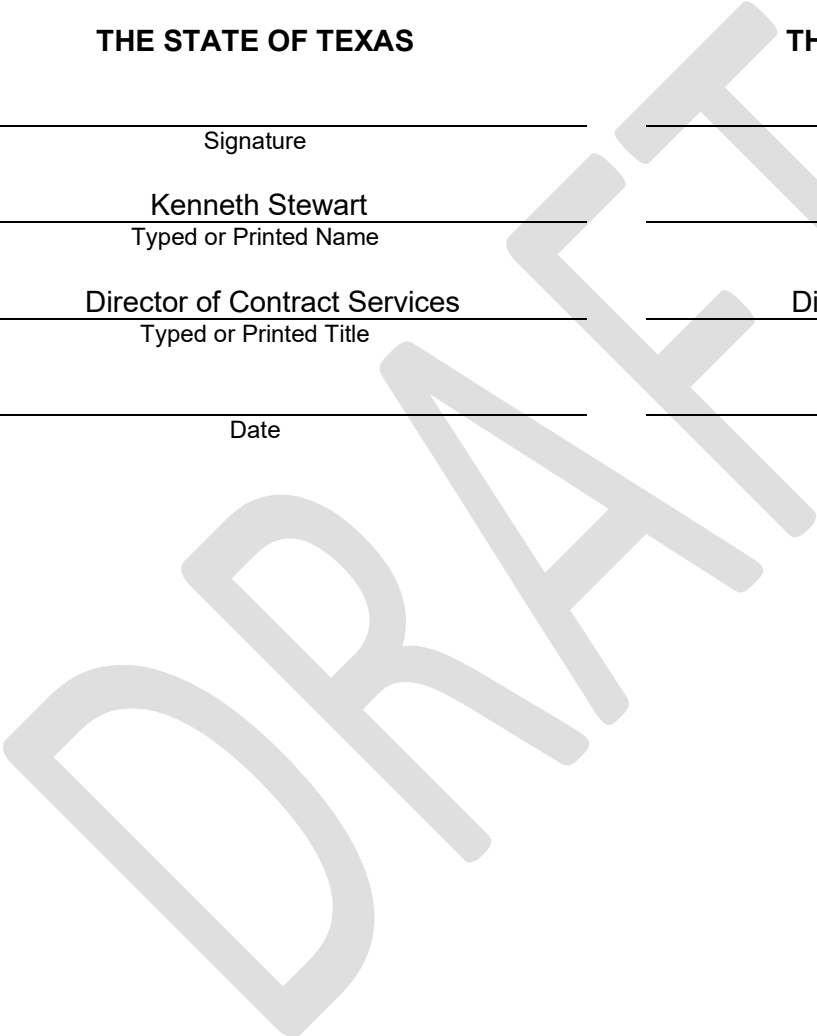 THE STATE OF TEXAS
Signature
Kenneth Stewart
Typed or Printed Name
Director of Contract Services
Typed or Printed Title
Date
DRAFT